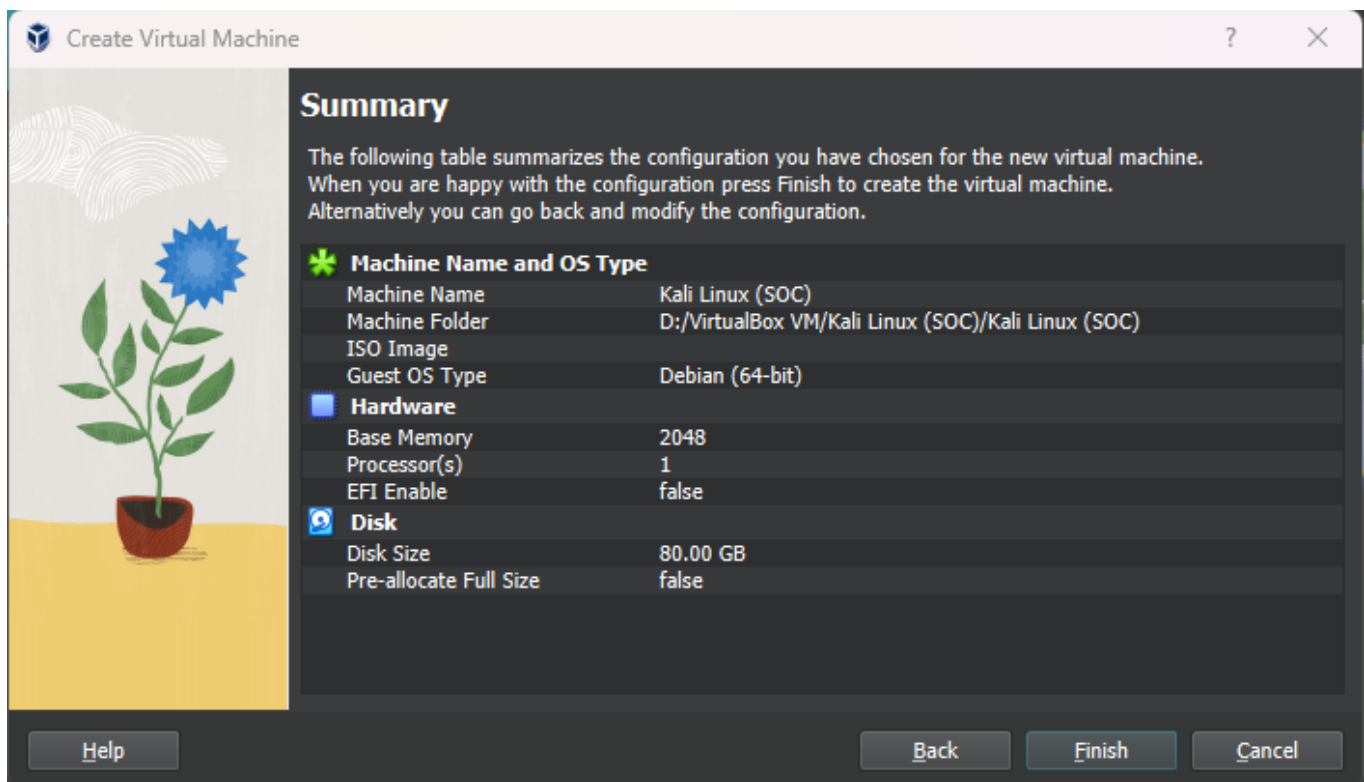 Create Virtual Machine
?
Summary
The following table summarizes the configuration you have chosen for the new virtual machine.
When you are happy with the configuration press Finish to create the virtual machine.
Alternatively you can go back and modify the configuration.
Machine Name and OS Type
Machine Name Kali Linux (SOC)
Machine Folder D:/VirtualBox VM/Kali Linux (SOC)/Kali Linux (SOC)
ISO Image
Guest OS Type Debian (64-bit)
Hardware
Base Memory 2048
Processor(s) 1
EFI Enable false
Disk
Disk Size 80.00 GB
Pre-allocate Full Size false
Help Back Finish Cancel